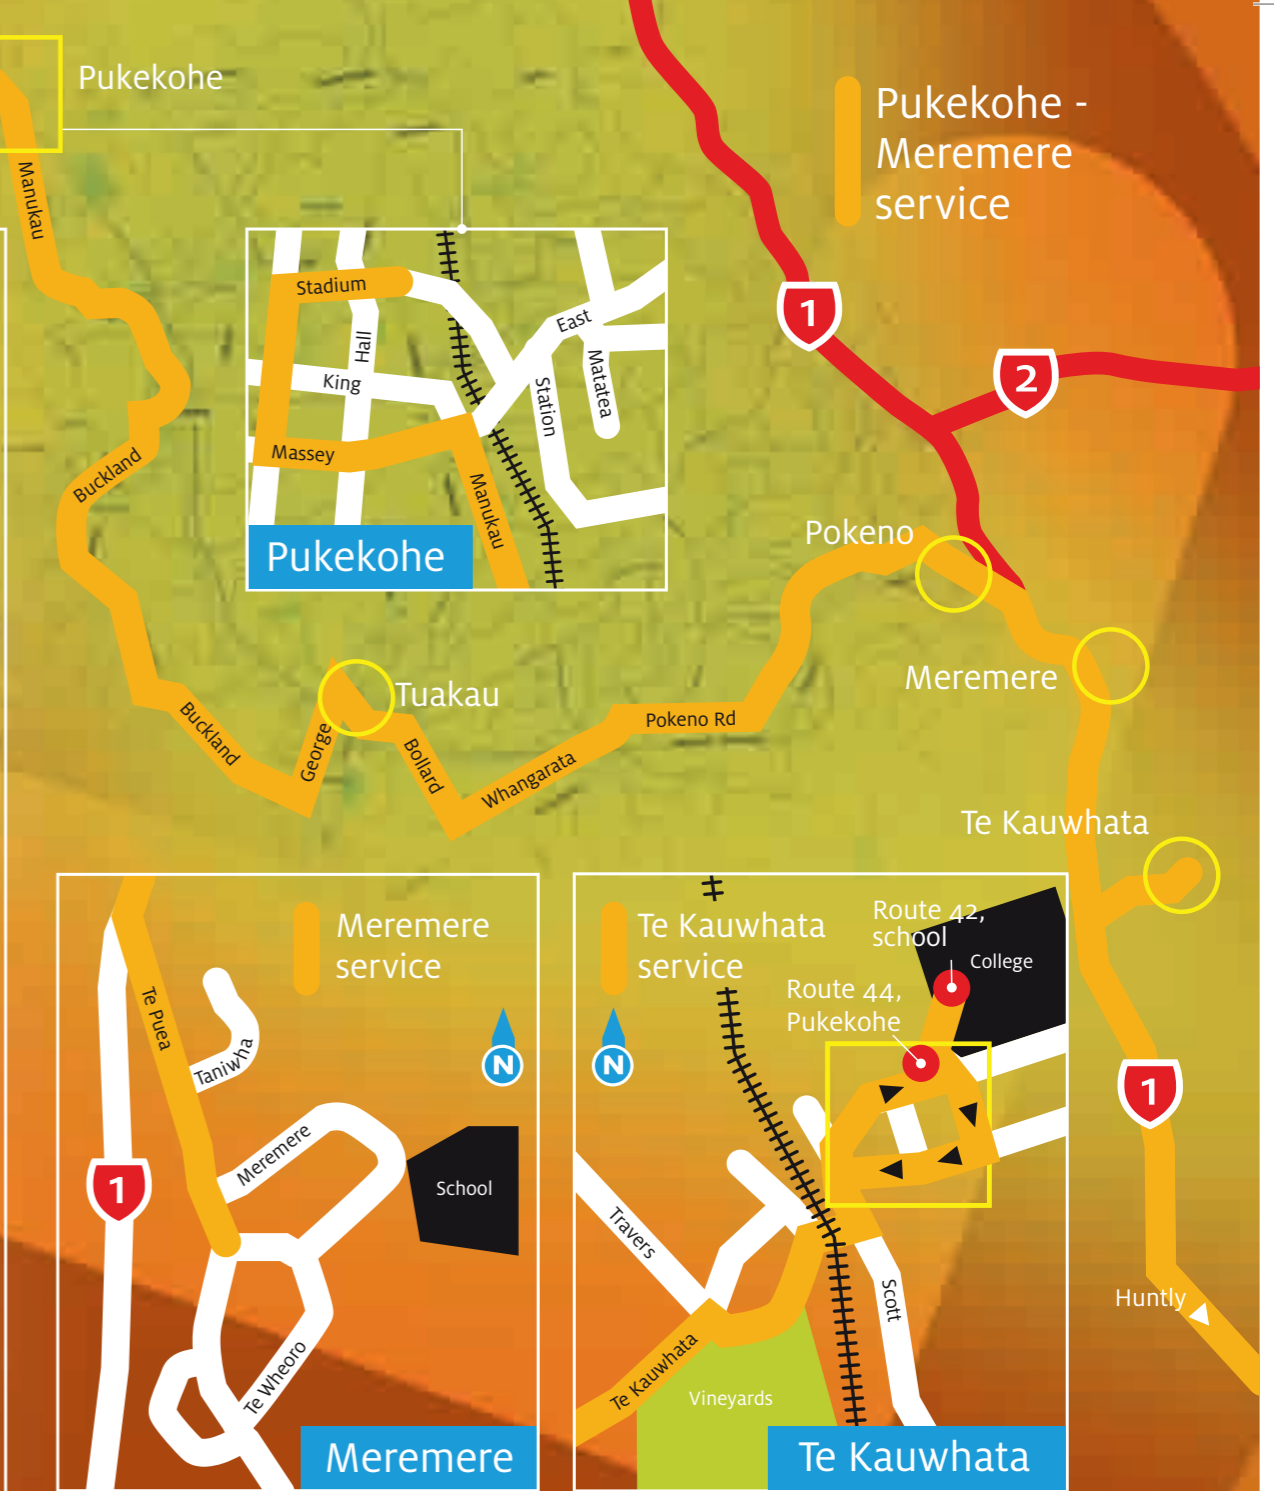 Pukekohe
Pukekohe -
Meremere
service
Manukau
1
2
Stadium
Hall
King
East
Matatea
Station
Massey
Manukau
Pukekohe
Buckland
Pokeno
Meremere
Tuakau
Buckland
George
Bollard
Whangarata
Pokeno Rd
Te Kauwhata
Meremere
service
Te Puea
Taniwha
N
Meremere
School
1
Te Wheoro
Meremere
Te Kauwhata
service
Route 42,
school
College
Route 44,
Pukekohe
N
Travers
Scott
Te Kauwhata
Vineyards
Te Kauwhata
1
Huntly